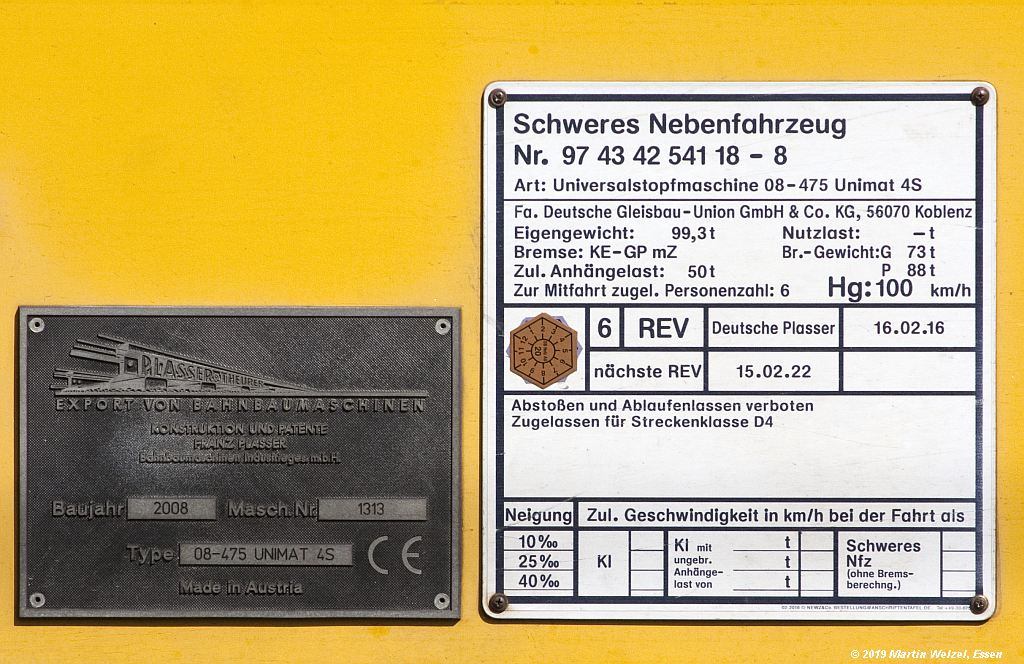 Schweres Nebenfahrzeug
Nr. 97 43 42 541 18 - 8
Art: Universalstopfmaschine 08-475 Unimat 4S
Fa. Deutsche Gleisbau-Union GmbH & Co. KG, 56070 Koblenz
Eigengewicht: 99,3 t Nutzlast: - t
Bremse: KE-GP mZ Br.-Gewicht: G 73 t
Zul. Anhängelast: 50 t P 88 t
Zur Mitfahrt zugel. Personenzahl: 6 Hg: 100 km/h
6 REV Deutsche Plasser 16.02.16
nächste REV 15.02.22
Abstoßen und Ablaufenlassen verboten
Zugelassen für Streckenklasse D4
Neigung Zul. Geschwindigkeit in km/h bei der Fahrt als
10 ‰
25 ‰
40 ‰
Kl
Kl mit
ungebr.
Anhänge-
last von
t
t
t
Schweres
Nfz
(ohne Brems-
berechng.)
PLASSER & THEURER
EXPORT VON BAHNBAUMASCHINEN
KONSTRUKTION UND PATENTE
FRANZ PLASSER
Bahnbaumaschinen Industrieges.m.b.H.
Baujahr 2008 Masch.Nr. 1313
Type 08-475 UNIMAT 4S CE
Made in Austria
© 2019 Martin Welzel, Essen